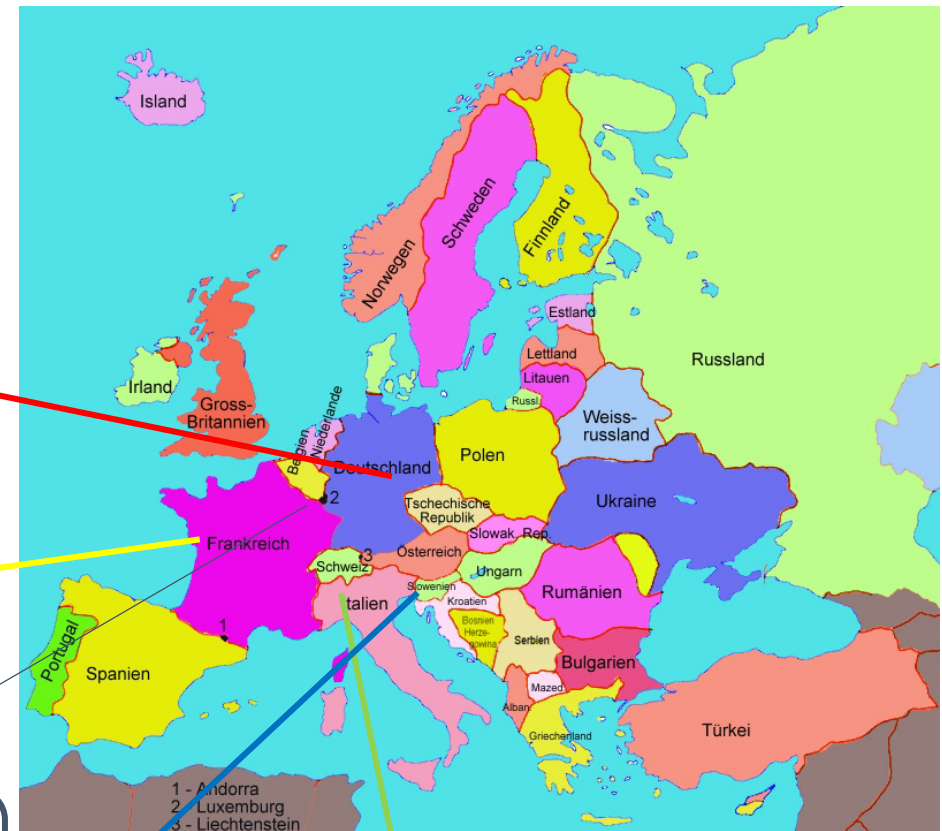 Island
Schweden
Finnland
Norwegen
Estland
Lettland
Russland
Litauen
Russl
Irland
Gross-
Britannien
Weiss-
russland
Niederlande
Belgien
Deutschland
Polen
2
Ukraine
Tschechische
Republik
Slowak. Rep.
Frankreich
3
Österreich
Schweiz
Ungarn
Slowenien
Italien
Kroatien
Rumänien
Bosnien
Herze-
gowina
1
Serbien
Portugal
Spanien
Bulgarien
Mazed
Alban
Griechenland
Türkei
1 - Andorra
2 - Luxemburg
3 - Liechtenstein